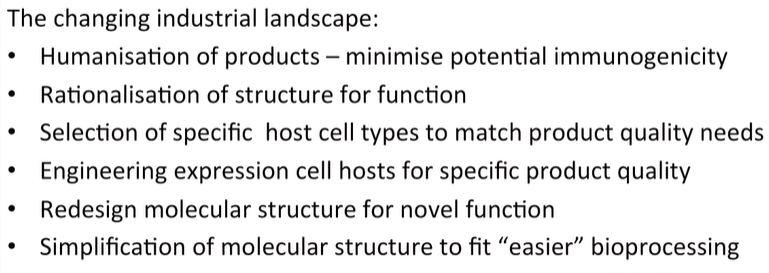 The changing industrial landscape:
• Humanisation of products – minimise potential immunogenicity
• Rationalisation of structure for function
• Selection of specific  host cell types to match product quality needs
• Engineering expression cell hosts for specific product quality
• Redesign molecular structure for novel function
• Simplification of molecular structure to fit “easier” bioprocessing